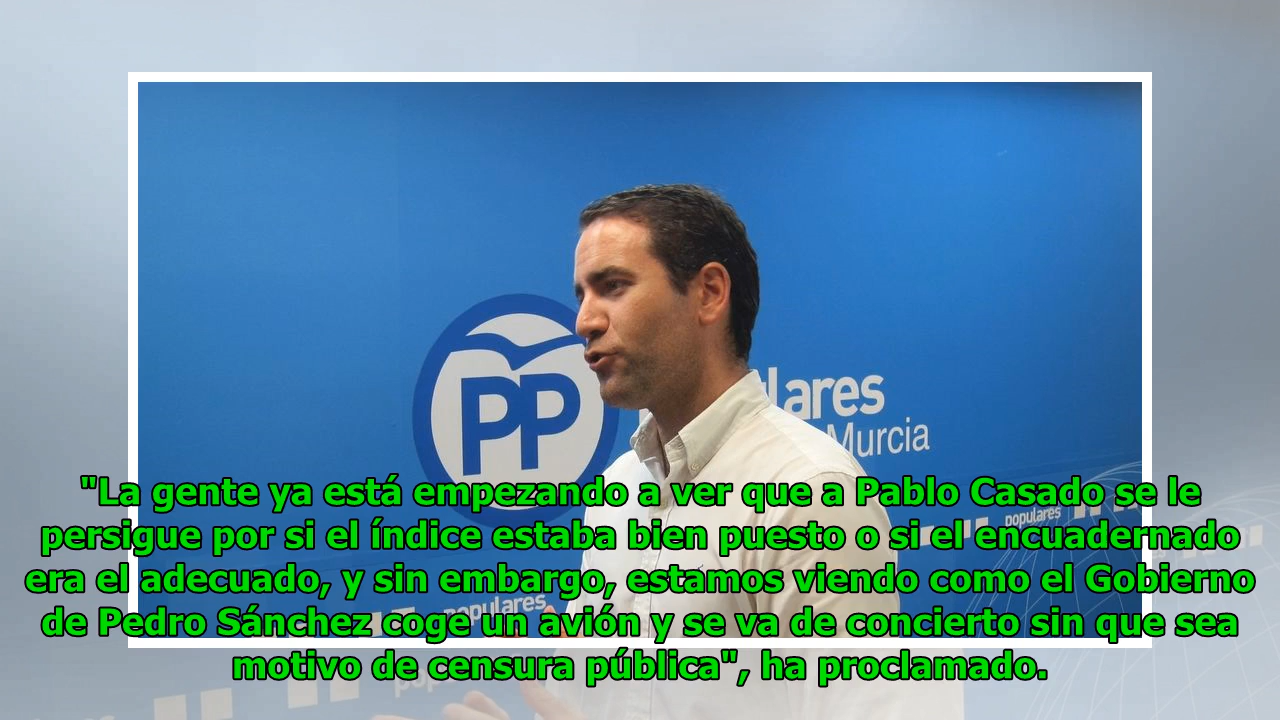 PP
lares
Murcia
populares
populares
"La gente ya está empezando a ver que a Pablo Casado se le
persigue por si el índice estaba bien puesto o si el encuadernado
era el adecuado, y sin embargo, estamos viendo como el Gobierno
de Pedro Sánchez coge un avión y se va de concierto sin que sea
motivo de censura pública", ha proclamado.